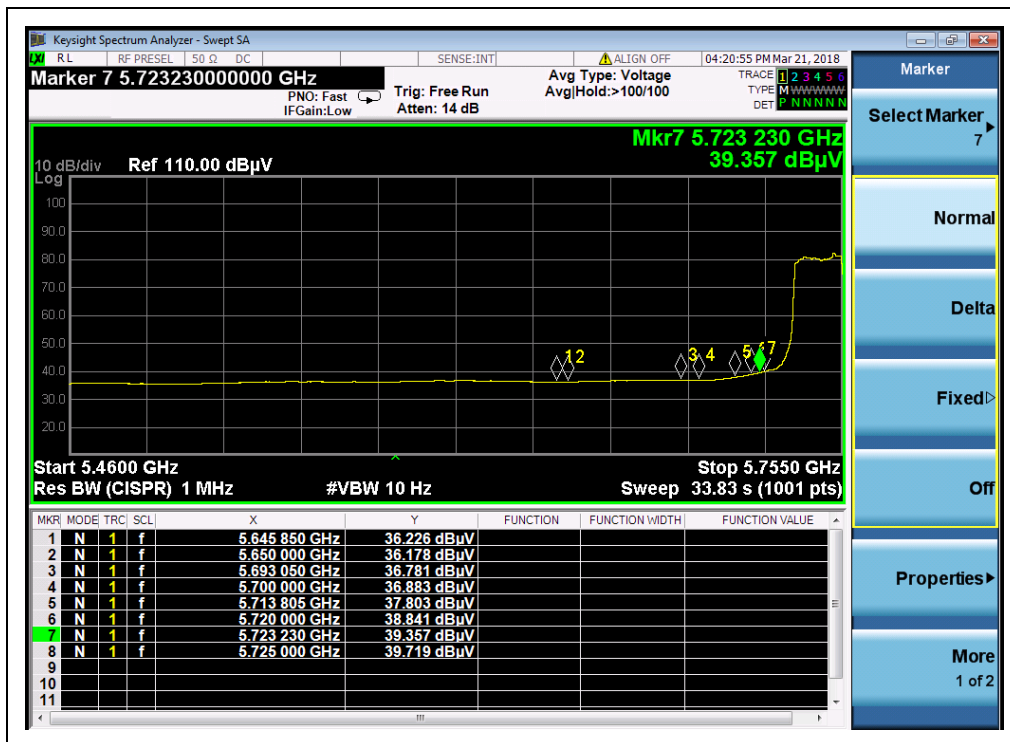 Keysight Spectrum Analyzer - Swept SA
LXI RL RF PRESEL 50 Ω DC SENSE:INT ALIGN OFF 04:20:55 PM Mar 21, 2018
Marker 7 5.723230000000 GHz
PNO: Fast
IFGain:Low
Trig: Free Run
Atten: 14 dB
Avg Type: Voltage
Avg|Hold:>100/100
TRACE 1 2 3 4 5 6
TYPE M WWWWW
DET P N N N N N
Mkr7 5.723 230 GHz
39.357 dBµV
10 dB/div Ref 110.00 dBµV
Log
100
90.0
80.0
70.0
60.0
50.0
40.0
30.0
20.0
1 2 3 4 5 7
Start 5.4600 GHz Stop 5.7550 GHz
Res BW (CISPR) 1 MHz #VBW 10 Hz Sweep 33.83 s (1001 pts)
MKR MODE TRC SCL X Y FUNCTION FUNCTION WIDTH FUNCTION VALUE
1 N 1 f 5.645 850 GHz 36.226 dBµV
2 N 1 f 5.650 000 GHz 36.178 dBµV
3 N 1 f 5.693 050 GHz 36.781 dBµV
4 N 1 f 5.700 000 GHz 36.883 dBµV
5 N 1 f 5.713 805 GHz 37.803 dBµV
6 N 1 f 5.720 000 GHz 38.841 dBµV
7 N 1 f 5.723 230 GHz 39.357 dBµV
8 N 1 f 5.725 000 GHz 39.719 dBµV
9
10
11
Marker
Select Marker
7
Normal
Delta
Fixed
Off
Properties
More
1 of 2